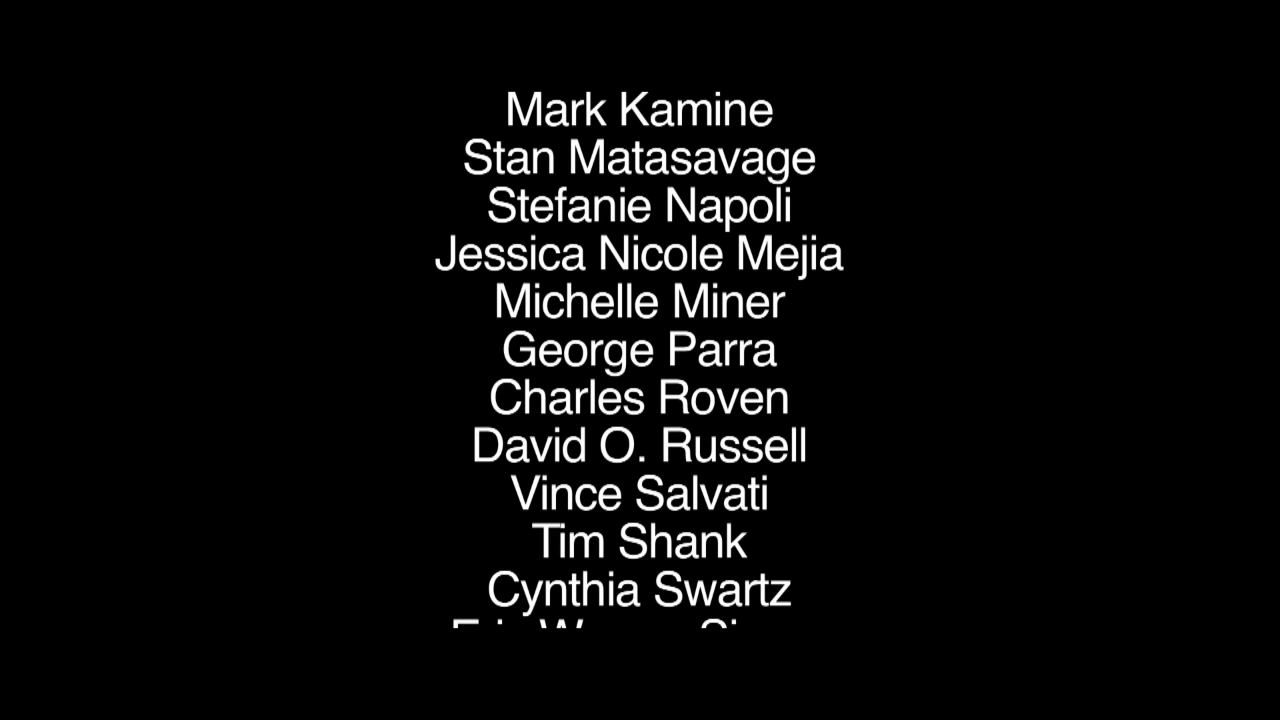 Mark Kamine
Stan Matasavage
Stefanie Napoli
Jessica Nicole Mejia
Michelle Miner
George Parra
Charles Roven
David O. Russell
Vince Salvati
Tim Shank
Cynthia Swartz